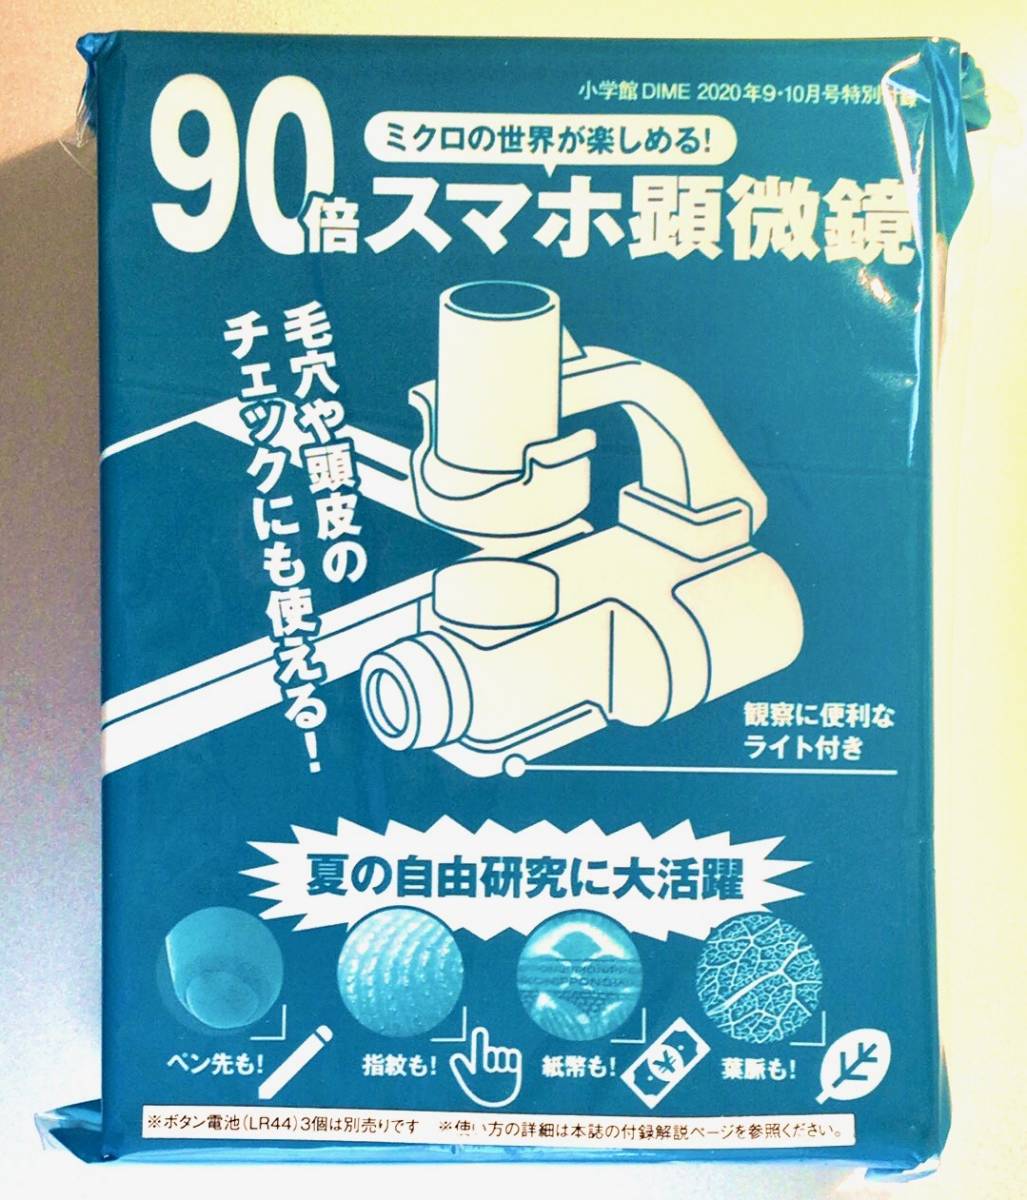 小学館DIME 2020年9・10月号特別付録
ミクロの世界が楽しめる!
90倍スマホ顕微鏡
毛穴や頭皮の
チェックにも使える!
観察に便利な
ライト付き
夏の自由研究に大活躍
ペン先も!
指紋も!
紙幣も!
葉脈も!
※ボタン電池(LR44)3個は別売りです ※使い方の詳細は本誌の付録解説ページを参照ください。